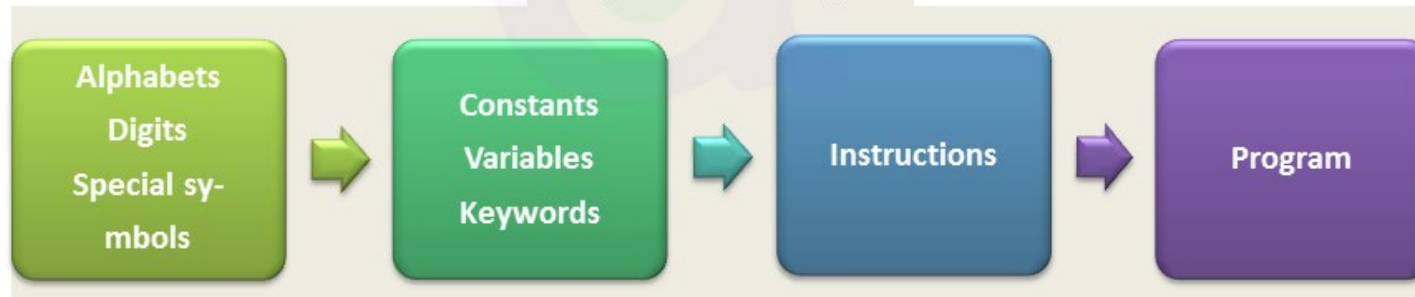 Alphabets
Digits
Special sy-
mbols
Constants
Variables
Keywords
Instructions
Program